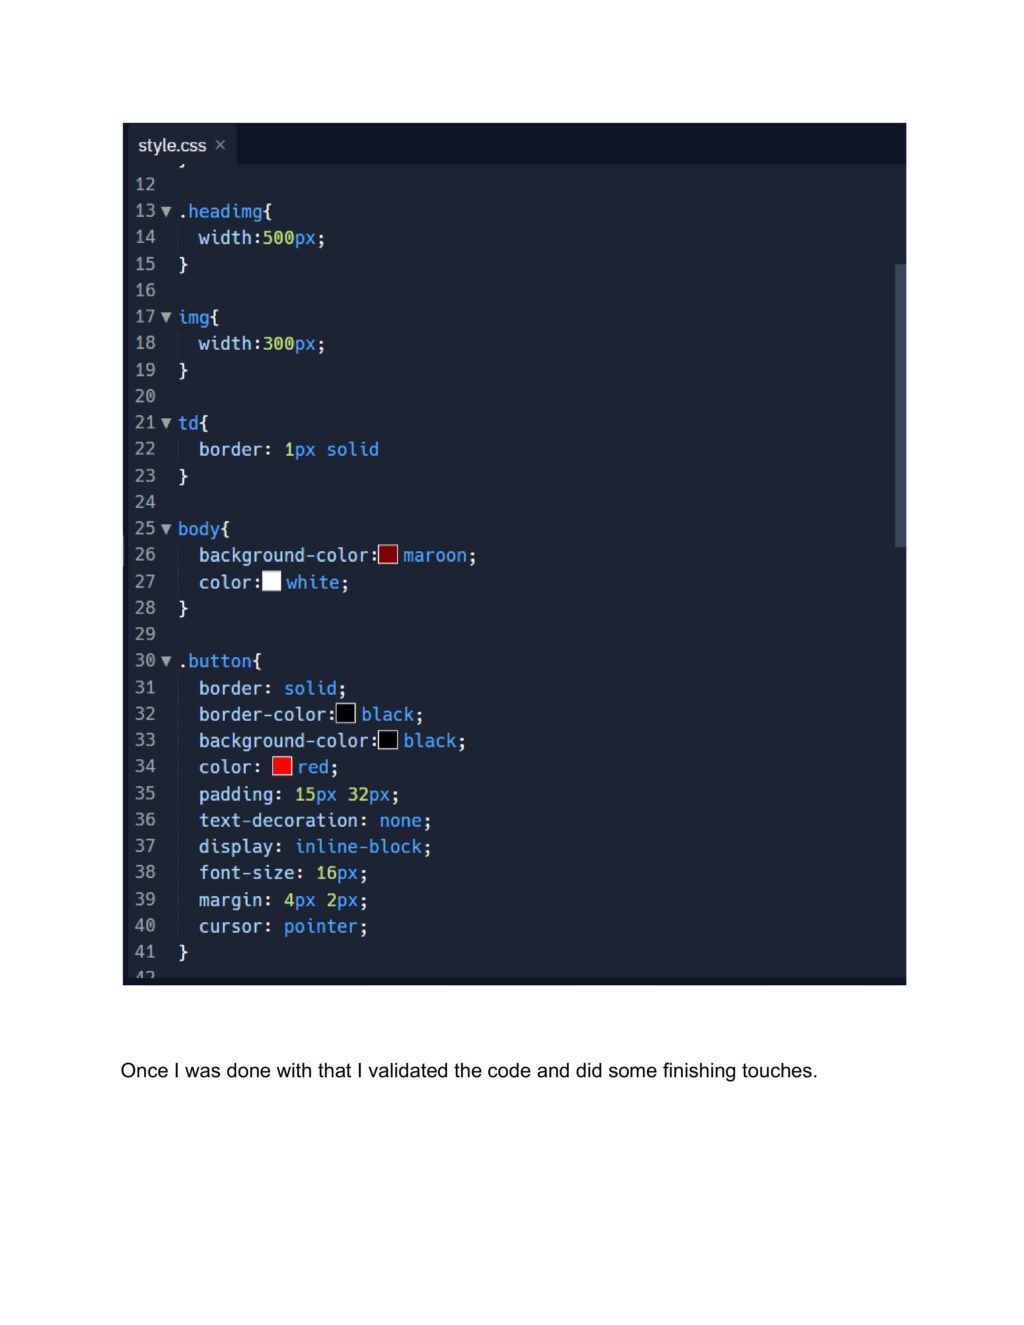 style.css ×
}
12
13 ▼ .headimg{
14 width:500px;
15 }
16
17 ▼ img{
18 width:300px;
19 }
20
21 ▼ td{
22 border: 1px solid
23 }
24
25 ▼ body{
26 background-color: maroon;
27 color: white;
28 }
29
30 ▼ .button{
31 border: solid;
32 border-color: black;
33 background-color: black;
34 color: red;
35 padding: 15px 32px;
36 text-decoration: none;
37 display: inline-block;
38 font-size: 16px;
39 margin: 4px 2px;
40 cursor: pointer;
41 }
42
Once I was done with that I validated the code and did some finishing touches.